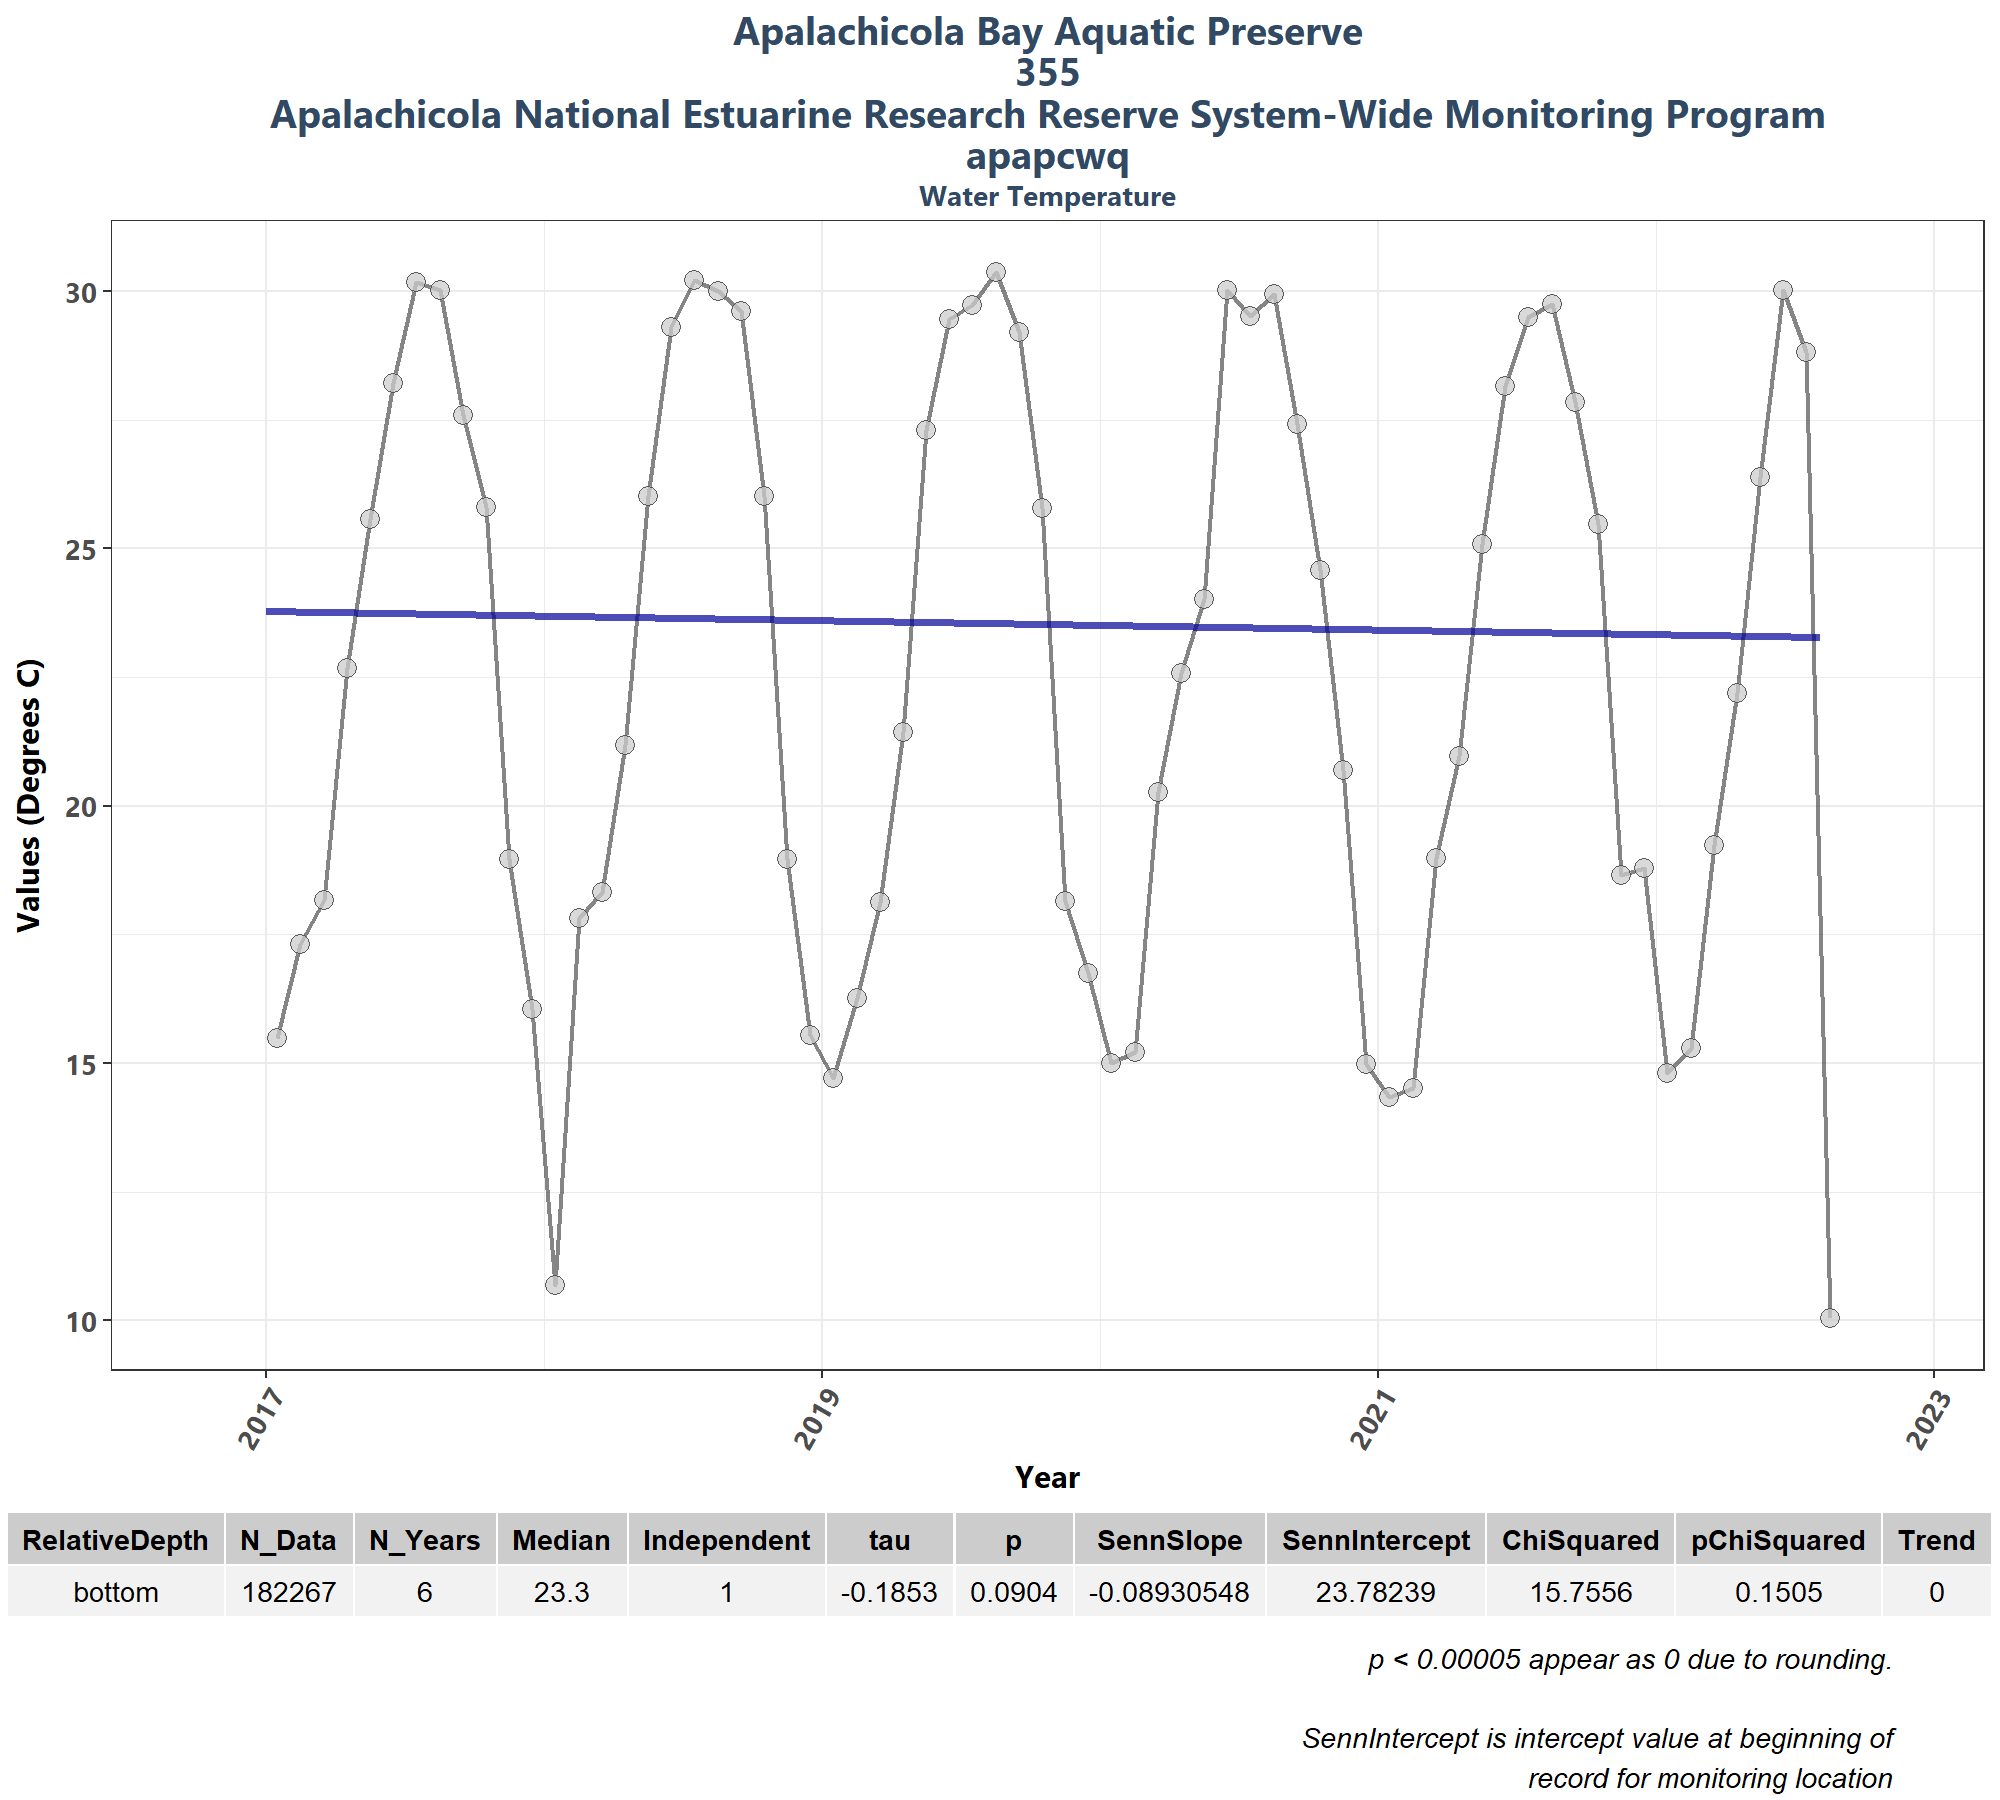 Apalachicola Bay Aquatic Preserve
355
Apalachicola National Estuarine Research Reserve System-Wide Monitoring Program
apapcwq
Water Temperature
Values (Degrees C)
30
25
20
15
10
2017
2019
2021
2023
Year
RelativeDepth N_Data N_Years Median Independent tau p SennSlope SennIntercept ChiSquared pChiSquared Trend
bottom 182267 6 23.3 1 -0.1853 0.0904 -0.08930548 23.78239 15.7556 0.1505 0
p < 0.00005 appear as 0 due to rounding.
SennIntercept is intercept value at beginning of
record for monitoring location